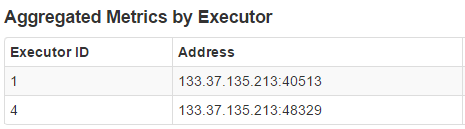 Aggregated Metrics by Executor
Executor ID Address
1 133.37.135.213:40513
4 133.37.135.213:48329